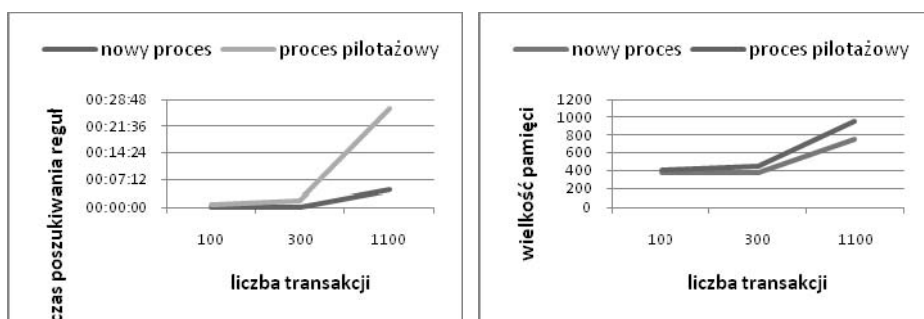 nowy proces proces pilotażowy
czas poszukiwania reguł
00:28:48
00:21:36
00:14:24
00:07:12
00:00:00
100 300 1100
liczba transakcji
nowy proces proces pilotażowy
wielkość pamięci
1200
1000
800
600
400
200
0
100 300 1100
liczba transakcji